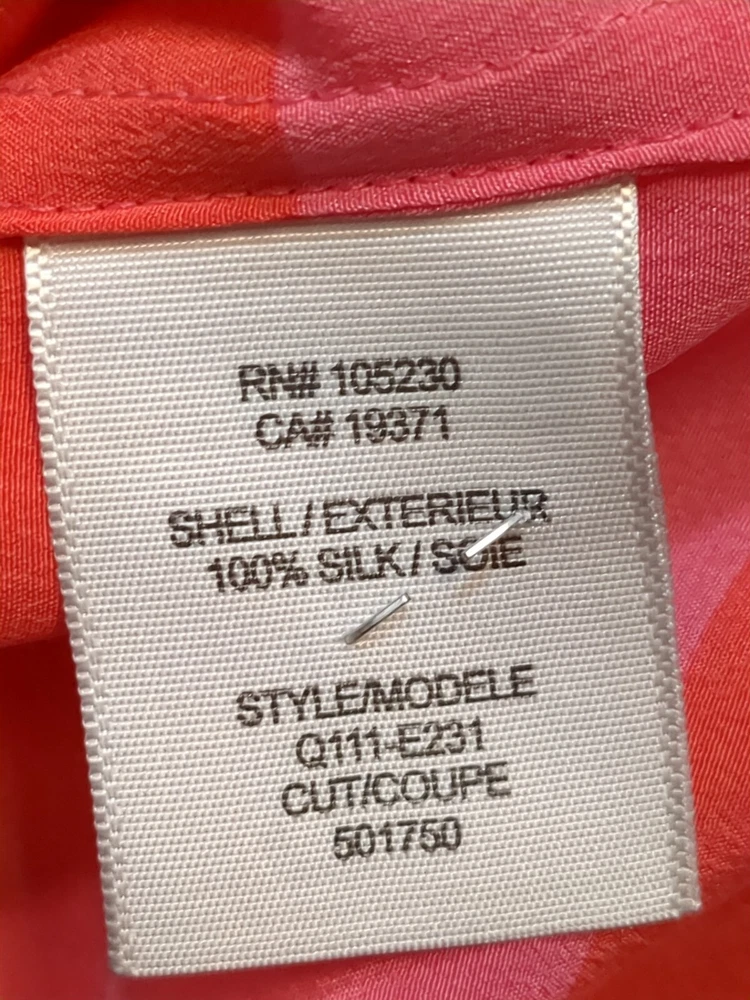 RN# 105230
CA# 19371
SHELL/EXTERIEUR
100% SILK/SOIE
STYLE/MODELE
Q111-E231
CUT/COUPE
501750